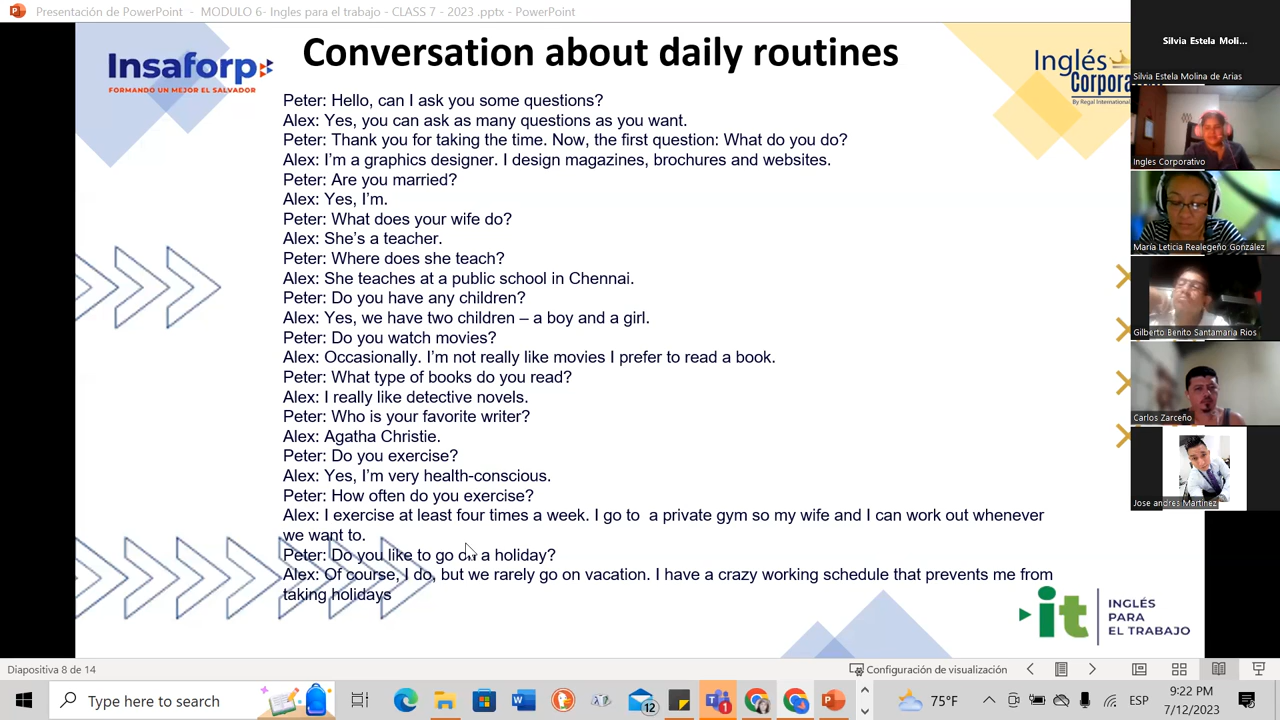 Presentación de PowerPoint - MODULO 6- Ingles para el trabajo - CLASS 7 - 2023 .pptx - PowerPoint
Insaforp
FORMANDO UN MEJOR EL SALVADOR
Conversation about daily routines
Inglés
Corporativo
By Regal International
Peter: Hello, can I ask you some questions?
Alex: Yes, you can ask as many questions as you want.
Peter: Thank you for taking the time. Now, the first question: What do you do?
Alex: I’m a graphics designer. I design magazines, brochures and websites.
Peter: Are you married?
Alex: Yes, I’m.
Peter: What does your wife do?
Alex: She’s a teacher.
Peter: Where does she teach?
Alex: She teaches at a public school in Chennai.
Peter: Do you have any children?
Alex: Yes, we have two children – a boy and a girl.
Peter: Do you watch movies?
Alex: Occasionally. I’m not really like movies I prefer to read a book.
Peter: What type of books do you read?
Alex: I really like detective novels.
Peter: Who is your favorite writer?
Alex: Agatha Christie.
Peter: Do you exercise?
Alex: Yes, I’m very health-conscious.
Peter: How often do you exercise?
Alex: I exercise at least four times a week. I go to  a private gym so my wife and I can work out whenever
we want to.
Peter: Do you like to go on a holiday?
Alex: Of course, I do, but we rarely go on vacation. I have a crazy working schedule that prevents me from
taking holidays
it
INGLÉS
PARA
EL TRABAJO
Silvia Estela Moli...
Silvia Estela Molina de Arias
Ingles Corporativo
María Leticia Realegeño González
Gilberto Benito Santamaría Rios
Carlos Zarceño
Jose andres Martínez
Diapositiva 8 de 14
Configuración de visualización
Type here to search
12
1
75°F
ESP
9:22 PM
7/12/2023